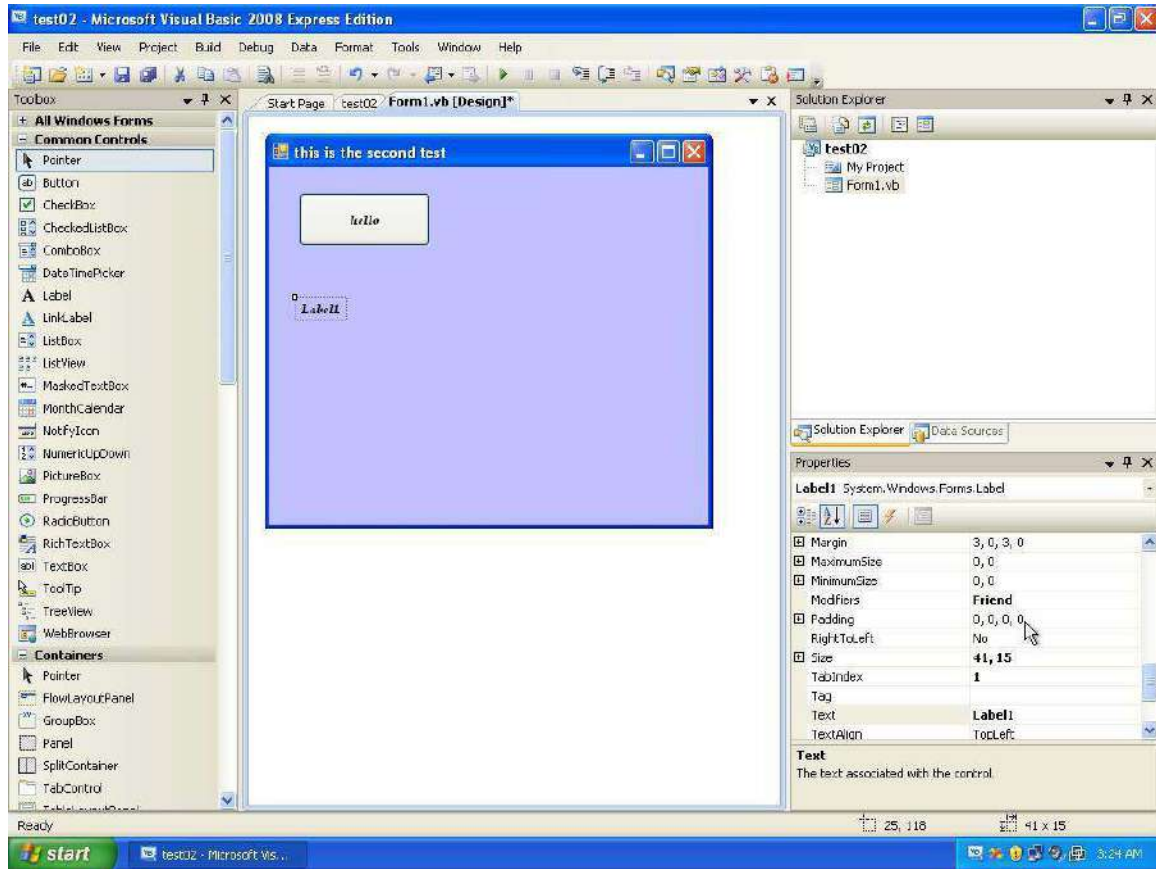 test02 - Microsoft Visual Basic 2008 Express Edition
File Edit View Project Build Debug Data Format Tools Window Help
Toolbox
All Windows Forms
Common Controls
Pointer
Button
CheckBox
CheckedListBox
ComboBox
DateTimePicker
Label
LinkLabel
ListBox
ListView
MaskedTextBox
MonthCalendar
NotifyIcon
NumericUpDown
PictureBox
ProgressBar
RadioButton
RichTextBox
TextBox
ToolTip
TreeView
WebBrowser
Containers
Pointer
FlowLayoutPanel
GroupBox
Panel
SplitContainer
TabControl
Start Page test02 Form1.vb [Design]*
this is the second test
hello
Label1
Solution Explorer
test02
My Project
Form1.vb
Solution Explorer Data Sources
Properties
Label1 System.Windows.Forms.Label
Margin 3, 0, 3, 0
MaximumSize 0, 0
MinimumSize 0, 0
Modifiers Friend
Padding 0, 0, 0, 0
RightToLeft No
Size 41, 15
TabIndex 1
Tag
Text Label1
TextAlign TopLeft
Text
The text associated with the control.
Ready 25, 118 41 x 15
start test02 - Microsoft Vis... 3:24 AM